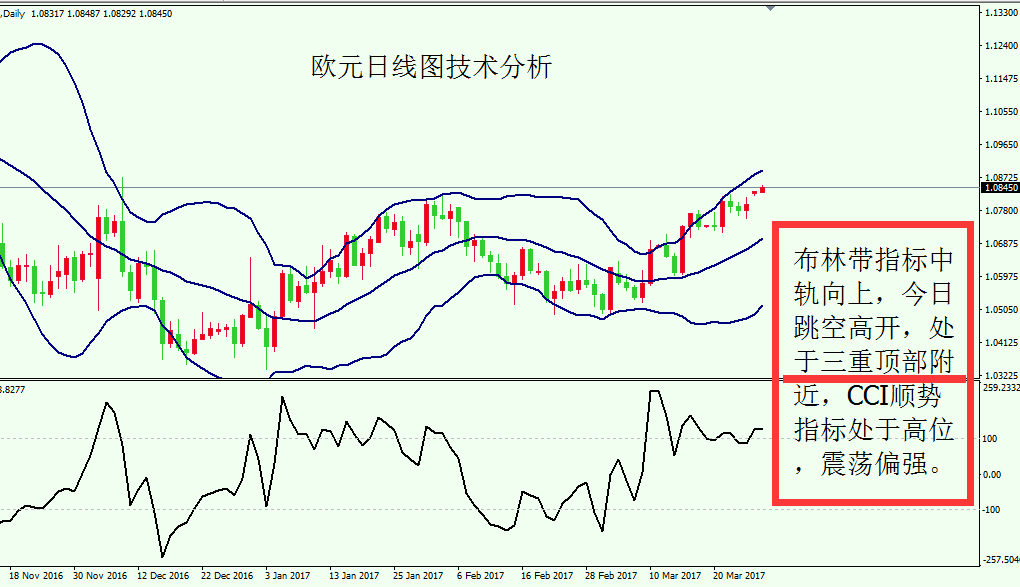 ,Daily 1.08317 1.08487 1.08292 1.08450
欧元日线图技术分析
1.13300
1.12400
1.11475
1.10550
1.09650
1.08725
1.08450
1.07800
1.06875
1.05975
1.05050
1.04125
1.03225
布林带指标中
轨向上，今日
跳空高开，处
于三重顶部附
近，CCI顺势
指标处于高位
，震荡偏强。
3.8277
259.2332
100
0.00
-100
-257.5046
18 Nov 2016 30 Nov 2016 12 Dec 2016 22 Dec 2016 3 Jan 2017 13 Jan 2017 25 Jan 2017 6 Feb 2017 16 Feb 2017 28 Feb 2017 10 Mar 2017 20 Mar 2017